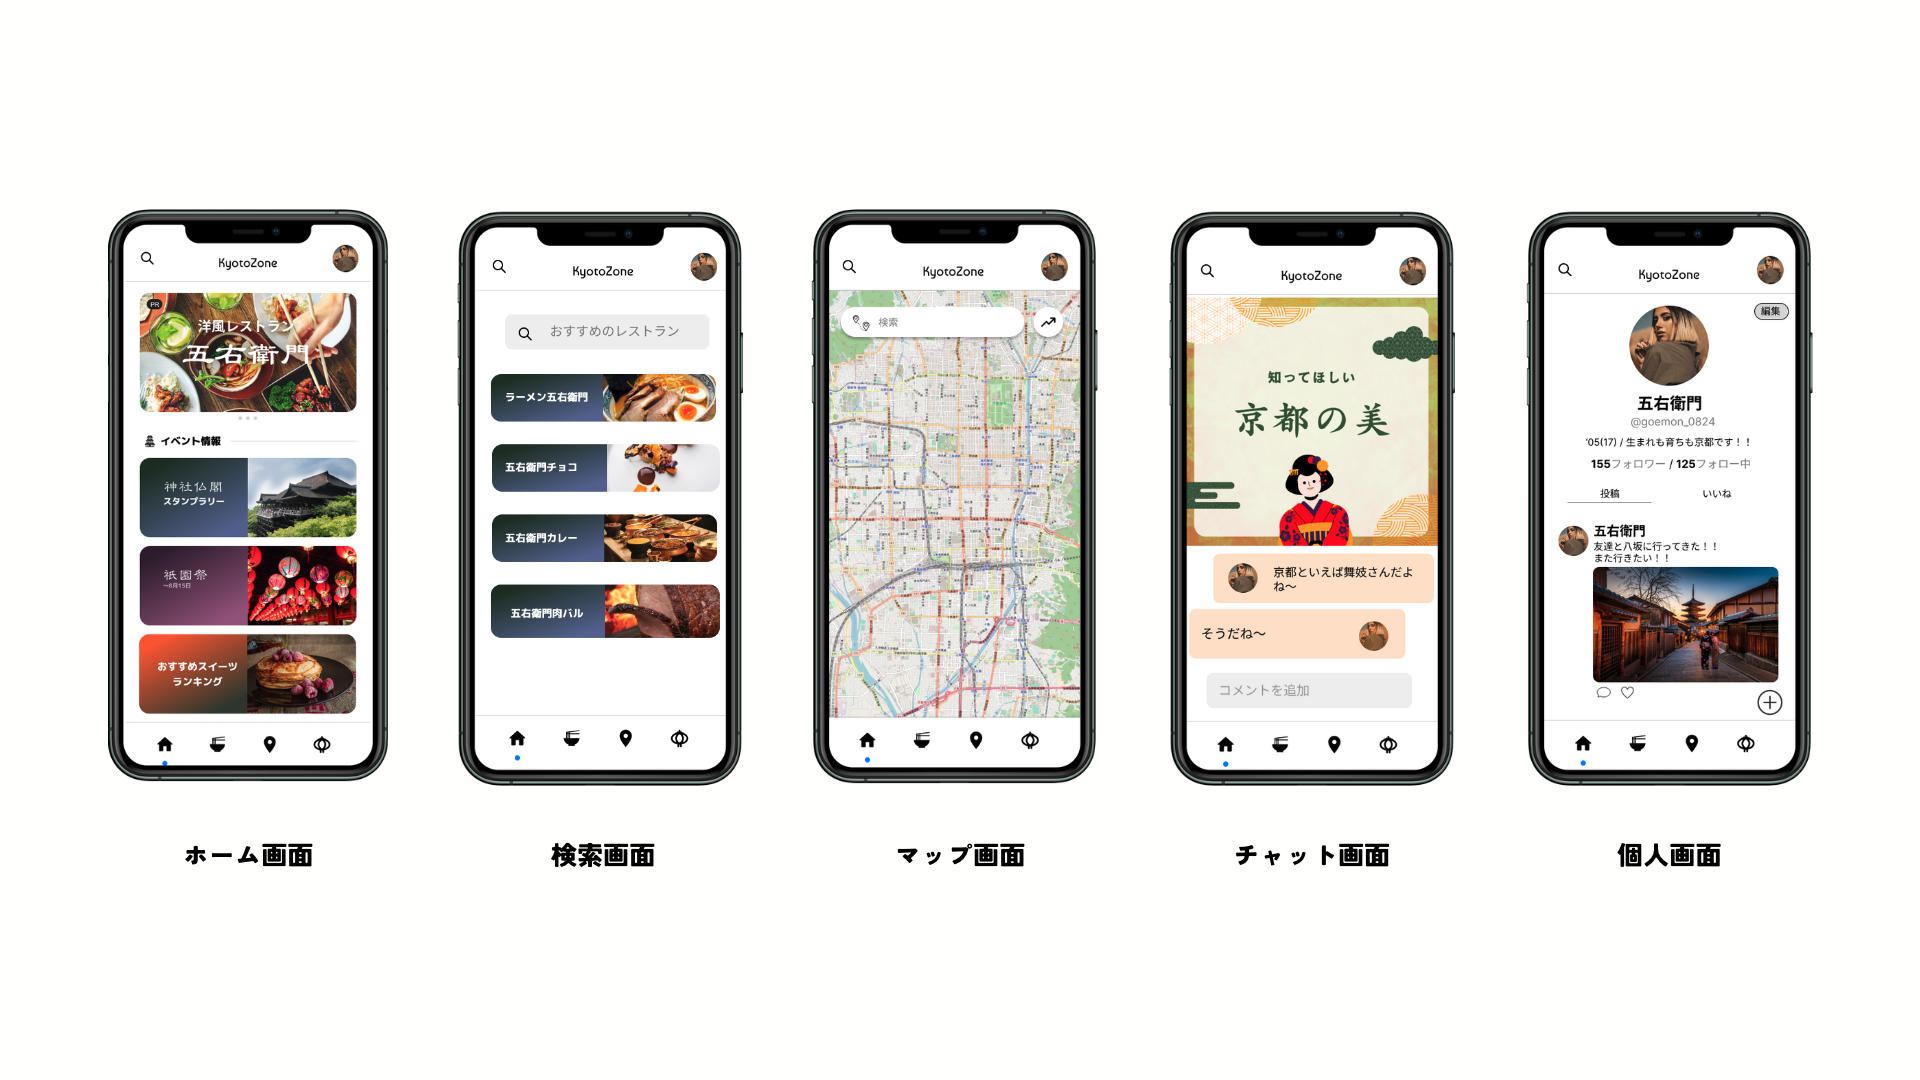 KyotoZone
PR
洋風レストラン
五右衛門
イベント情報
神社仏閣
スタンプラリー
祇園祭
〜8月15日
おすすめスイーツ
ランキング
ホーム画面
KyotoZone
おすすめのレストラン
ラーメン五右衛門
五右衛門チョコ
五右衛門カレー
五右衛門肉バル
検索画面
KyotoZone
検索
マップ画面
KyotoZone
知ってほしい
京都の美
京都といえば舞妓さんだよ
ね〜
そうだね〜
コメントを追加
チャット画面
KyotoZone
編集
五右衛門
@goemon_0824
'05(17) / 生まれも育ちも京都です！！
155フォロワー / 125フォロー中
投稿 いいね
五右衛門
友達と八坂に行ってきた！！
また行きたい！！
個人画面